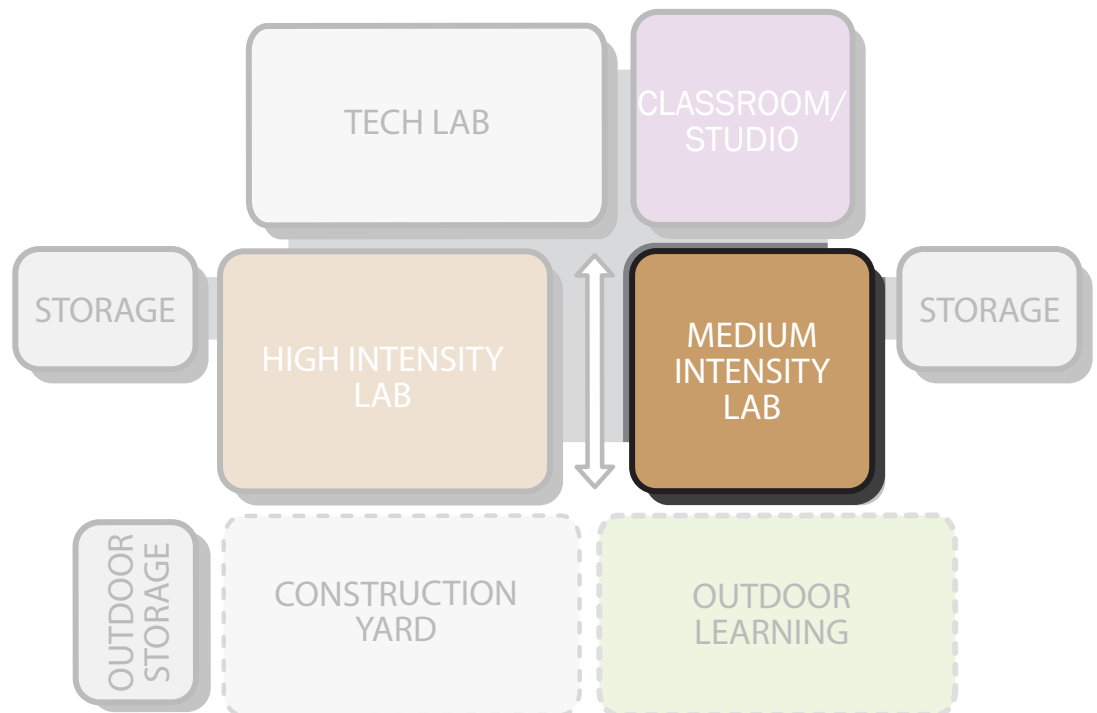 TECH LAB
CLASSROOM/
STUDIO
STORAGE
HIGH INTENSITY
LAB
MEDIUM
INTENSITY
LAB
STORAGE
OUTDOOR
STORAGE
CONSTRUCTION
YARD
OUTDOOR
LEARNING